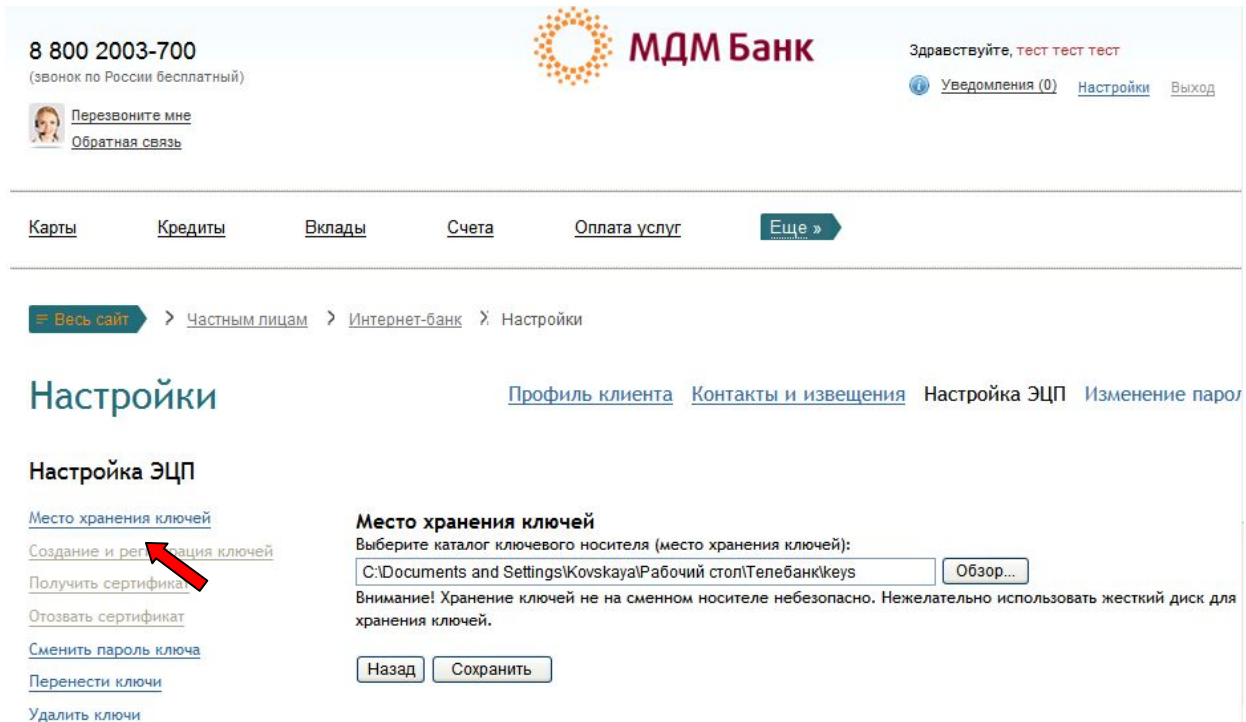 8 800 2003-700
(звонок по России бесплатный)
Перезвоните мне
Обратная связь
МДМ Банк
Здравствуйте, тест тест тест
Уведомления (0) Настройки Выход
Карты Кредиты Вклады Счета Оплата услуг Еще »
Весь сайт > Частным лицам > Интернет-банк > Настройки
Настройки
Профиль клиента Контакты и извещения Настройка ЭЦП Изменение парол
Настройка ЭЦП
Место хранения ключей
Создание и регистрация ключей
Получить сертификат
Отозвать сертификат
Сменить пароль ключа
Перенести ключи
Удалить ключи
Место хранения ключей
Выберите каталог ключевого носителя (место хранения ключей):
C:\Documents and Settings\Kovskaya\Рабочий стол\Телебанк\keys Обзор...
Внимание! Хранение ключей не на сменном носителе небезопасно. Нежелательно использовать жесткий диск для
хранения ключей.
Назад Сохранить